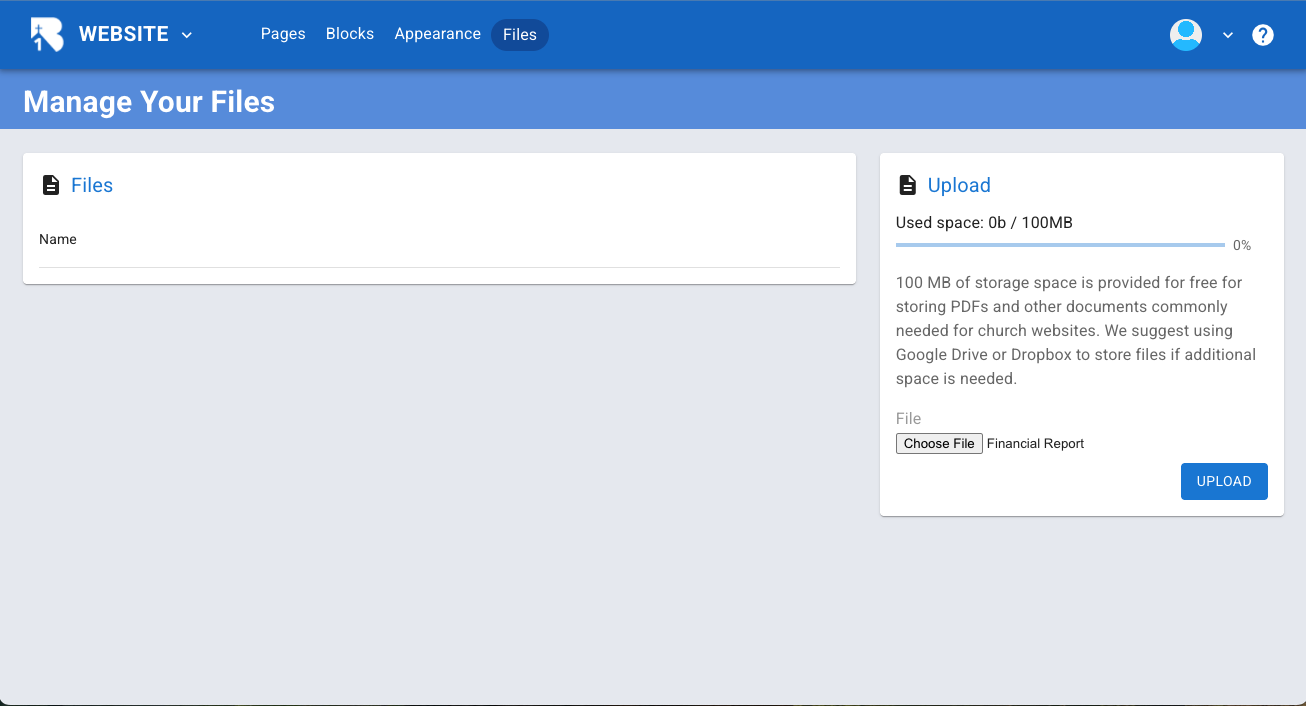 WEBSITE
Pages
Blocks
Appearance
Files
Manage Your Files
Files
Name
Upload
Used space: 0b / 100MB
0%
100 MB of storage space is provided for free for
storing PDFs and other documents commonly
needed for church websites. We suggest using
Google Drive or Dropbox to store files if additional
space is needed.
File
Choose File Financial Report
UPLOAD